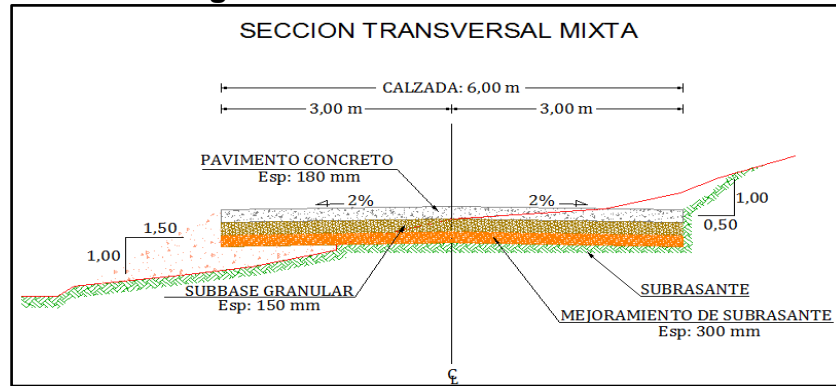 SECCION TRANSVERSAL MIXTA
CALZADA: 6,00 m
3,00 m
3,00 m
PAVIMENTO CONCRETO
Esp: 180 mm
2%
2%
1,00
0,50
1,50
1,00
SUBBASE GRANULAR
Esp: 150 mm
SUBRASANTE
MEJORAMIENTO DE SUBRASANTE
Esp: 300 mm
℄